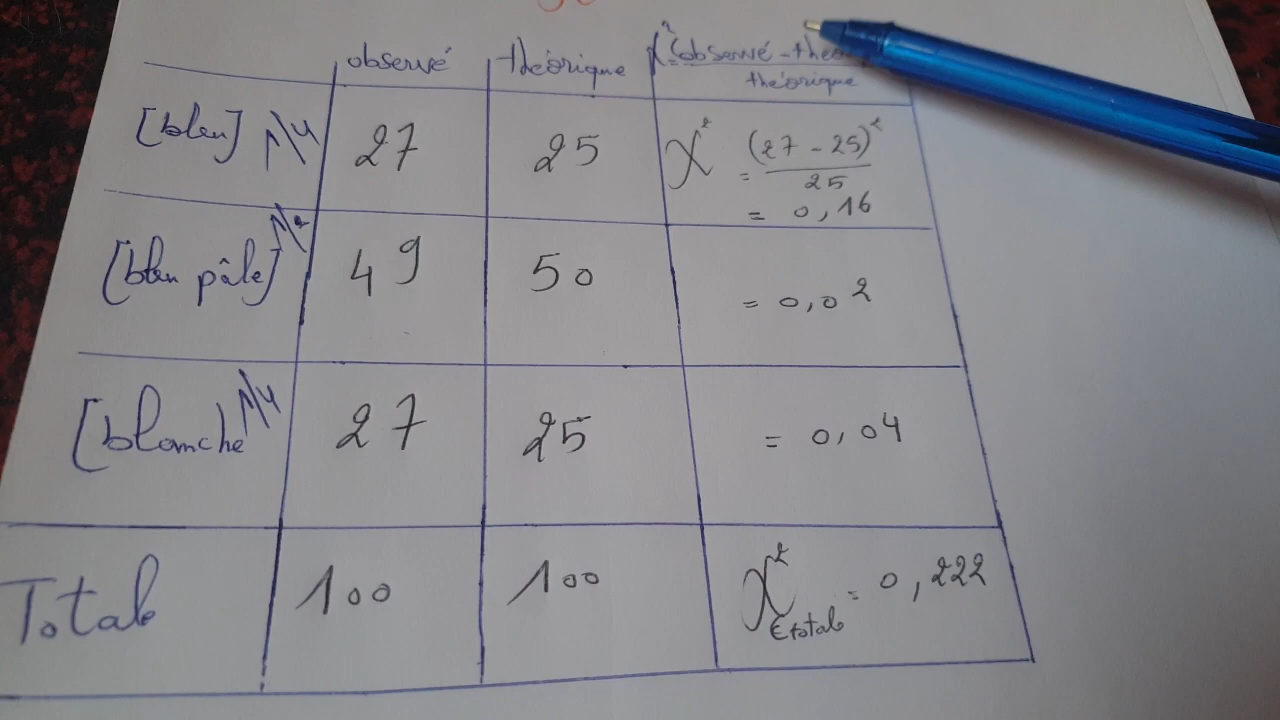 observé théorique χ² (observé - théo
théorique
[bleu] 1/4 27 25 χ² = (27 - 25)²
25
= 0,16
[bleu pâle] 1/2 49 50 = 0,02
[blanche 1/4 27 25 = 0,04
Total 100 100 χ² = 0,222
total